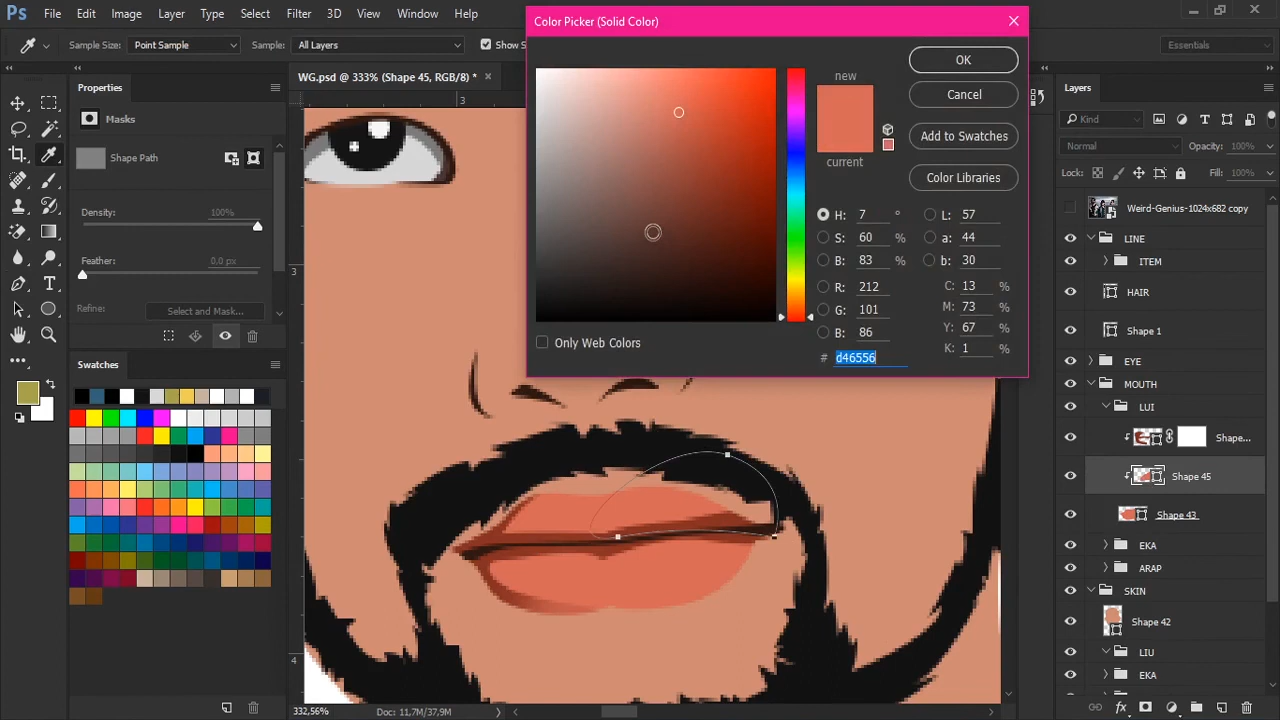 Ps File Edit Image Layer Type Select Filter 3D View Window Help
Color Picker (Solid Color)
Sample Size: Point Sample Sample: All Layers Show S
Essentials
WG.psd @ 333% (Shape 45, RGB/8) *
Properties
Masks
Shape Path
Density: 100%
Feather: 0,0 px
Refine: Select and Mask...
Swatches
3
3
4
new
current
OK
Cancel
Add to Swatches
Color Libraries
H: 7 °
S: 60 %
B: 83 %
R: 212
G: 101
B: 86
L: 57
a: 44
b: 30
C: 13 %
M: 73 %
Y: 67 %
K: 1 %
# d46556
Only Web Colors
Layers
Kind
Normal Opacity: 100%
Lock: Fill: 100%
Weird-Genius-1024x682 copy
LINE
ITEM
HAIR
Shape 1
EYE
MOUTH
LUI
Shape...
Shape 45
Shape 43
EKA
ARAP
SKIN
Shape 42
LIU
EKA
332,56% Doc: 11,7M/37,9M